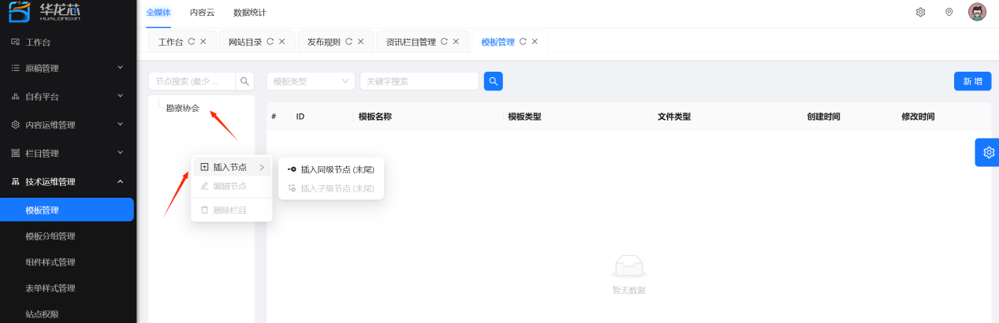 华龙芯
HUALONGXIN
全媒体 内容云 数据统计
工作台 网站目录 发布规则 资讯栏目管理 模板管理
工作台
原稿管理
自有平台
内容运维管理
栏目管理
技术运维管理
模板管理
模板分组管理
组件样式管理
表单样式管理
站点权限
节点搜索 (最少 ... 模板类型 关键字搜索 新 增
勘察协会
# ID 模板名称 模板类型 文件类型 创建时间 修改时间
插入节点
编辑节点
删除栏目
插入同级节点 (末尾)
插入子级节点 (末尾)
暂无数据